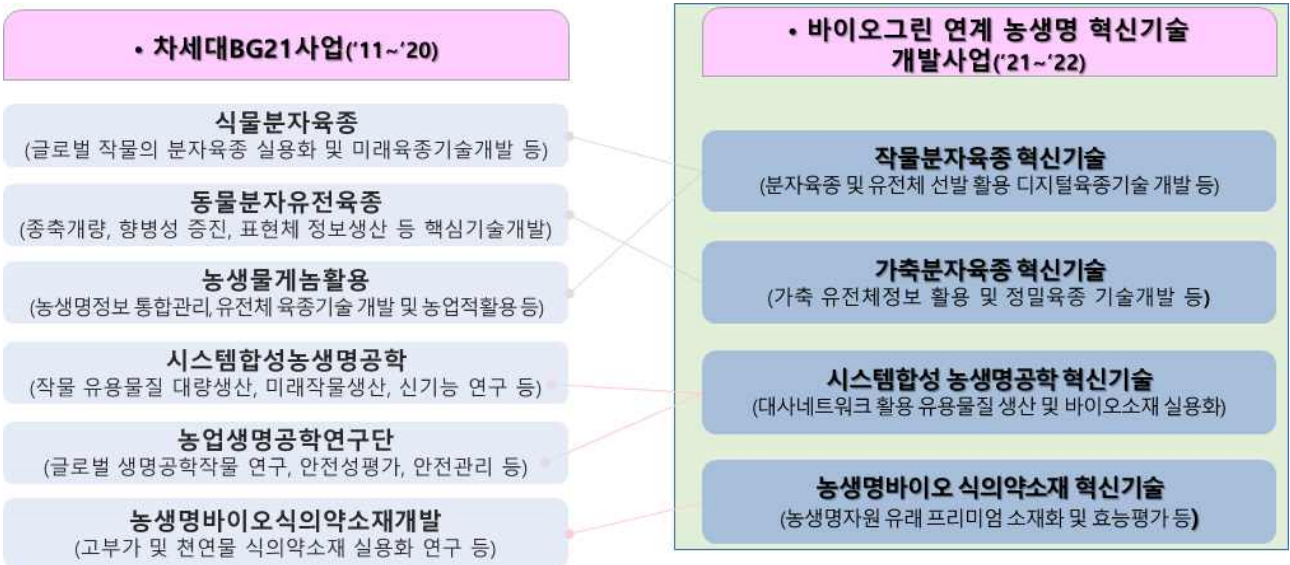 • 차세대BG21사업('11~'20)
식물분자육종
(글로벌 작물의 분자육종 실용화 및 미래육종기술개발 등)
동물분자유전육종
(종축개량, 향병성 증진, 표현체 정보생산 등 핵심기술개발)
농생물게놈활용
(농생명정보 통합관리, 유전체 육종기술 개발 및 농업적활용 등)
시스템합성농생명공학
(작물 유용물질 대량생산, 미래작물생산, 신기능 연구 등)
농업생명공학연구단
(글로벌 생명공학작물 연구, 안전성평가, 안전관리 등)
농생명바이오식의약소재개발
(고부가 및 천연물 식의약소재 실용화 연구 등)
• 바이오그린 연계 농생명 혁신기술
개발사업('21~'22)
작물분자육종 혁신기술
(분자육종 및 유전체 선발 활용 디지털육종기술 개발 등)
가축분자육종 혁신기술
(가축 유전체정보 활용 및 정밀육종 기술개발 등)
시스템합성 농생명공학 혁신기술
(대사네트워크 활용 유용물질 생산 및 바이오소재 실용화)
농생명바이오 식의약소재 혁신기술
(농생명자원 유래 프리미엄 소재화 및 효능평가 등)